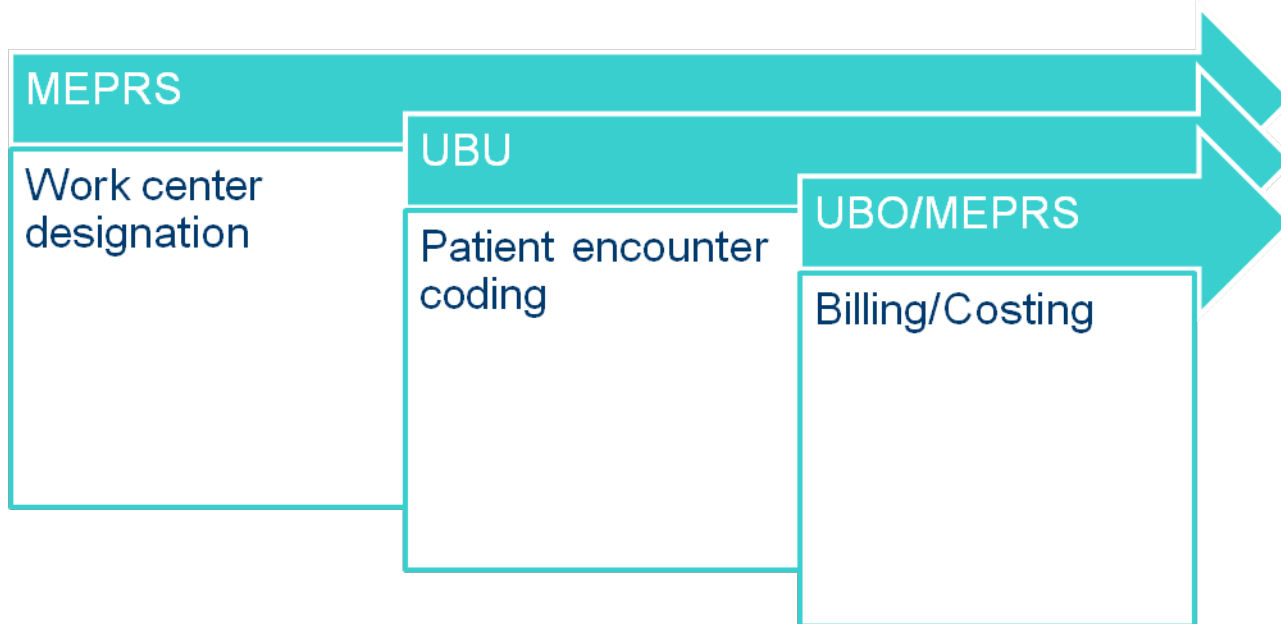 MEPRS
Work center
designation
UBU
Patient encounter
coding
UBO/MEPRS
Billing/Costing